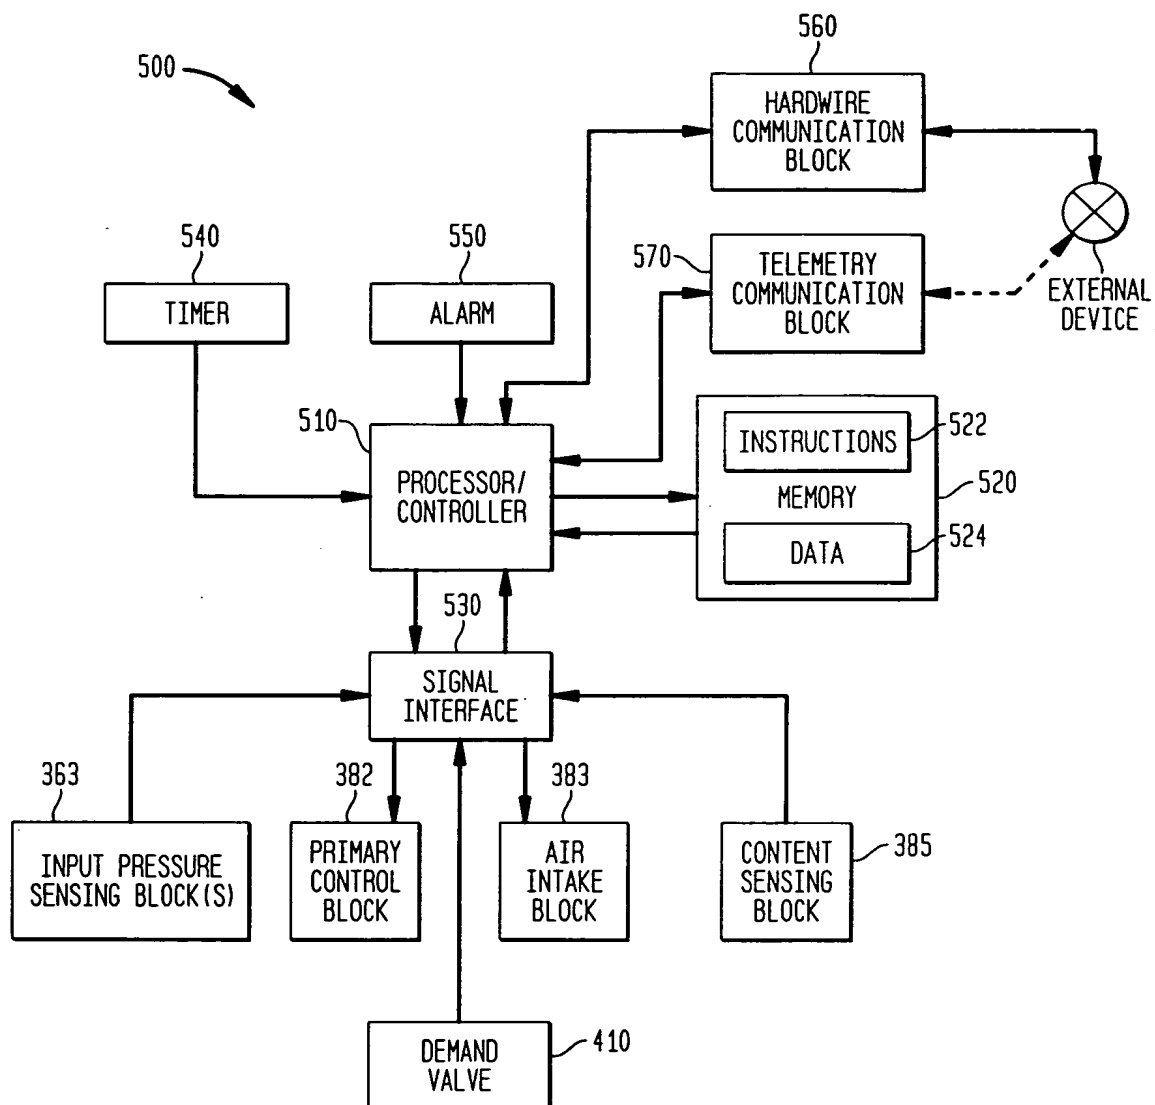 560
500
HARDWIRE
COMMUNICATION
BLOCK
540
550
570
TELEMETRY
COMMUNICATION
BLOCK
EXTERNAL
DEVICE
TIMER
ALARM
510
PROCESSOR/
CONTROLLER
INSTRUCTIONS
522
MEMORY
520
DATA
524
530
SIGNAL
INTERFACE
363
382
383
385
INPUT PRESSURE
SENSING BLOCK(S)
PRIMARY
CONTROL
BLOCK
AIR
INTAKE
BLOCK
CONTENT
SENSING
BLOCK
DEMAND
VALVE
410